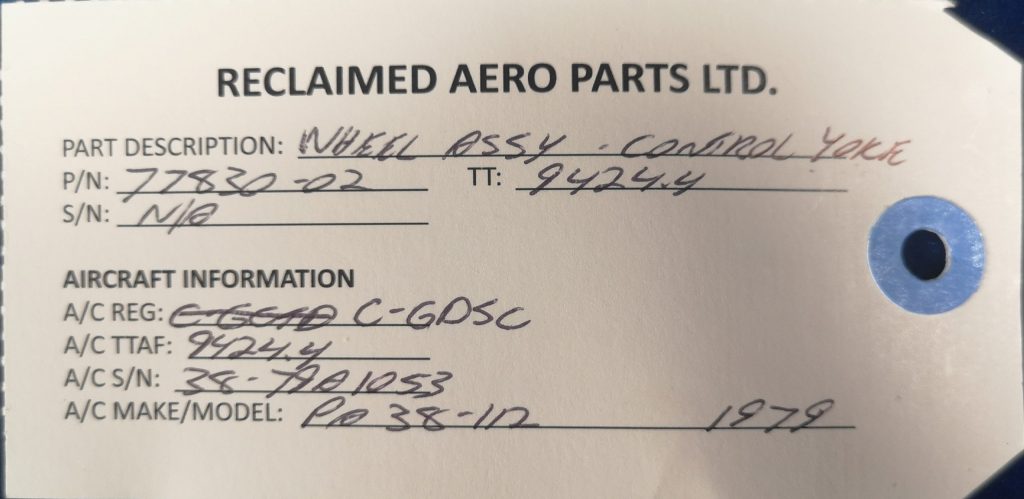 RECLAIMED AERO PARTS LTD.
PART DESCRIPTION: WHEEL ASSY - CONTROL YOKE
P/N: 77830-02 TT: 9424.4
S/N: N/A
AIRCRAFT INFORMATION
A/C REG: C-GDSC
A/C TTAF: 9424.4
A/C S/N: 38-79A1053
A/C MAKE/MODEL: PA 38-112 1979